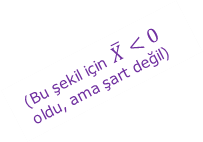 (Bu şekil için X̄ < 0
oldu, ama şart değil)